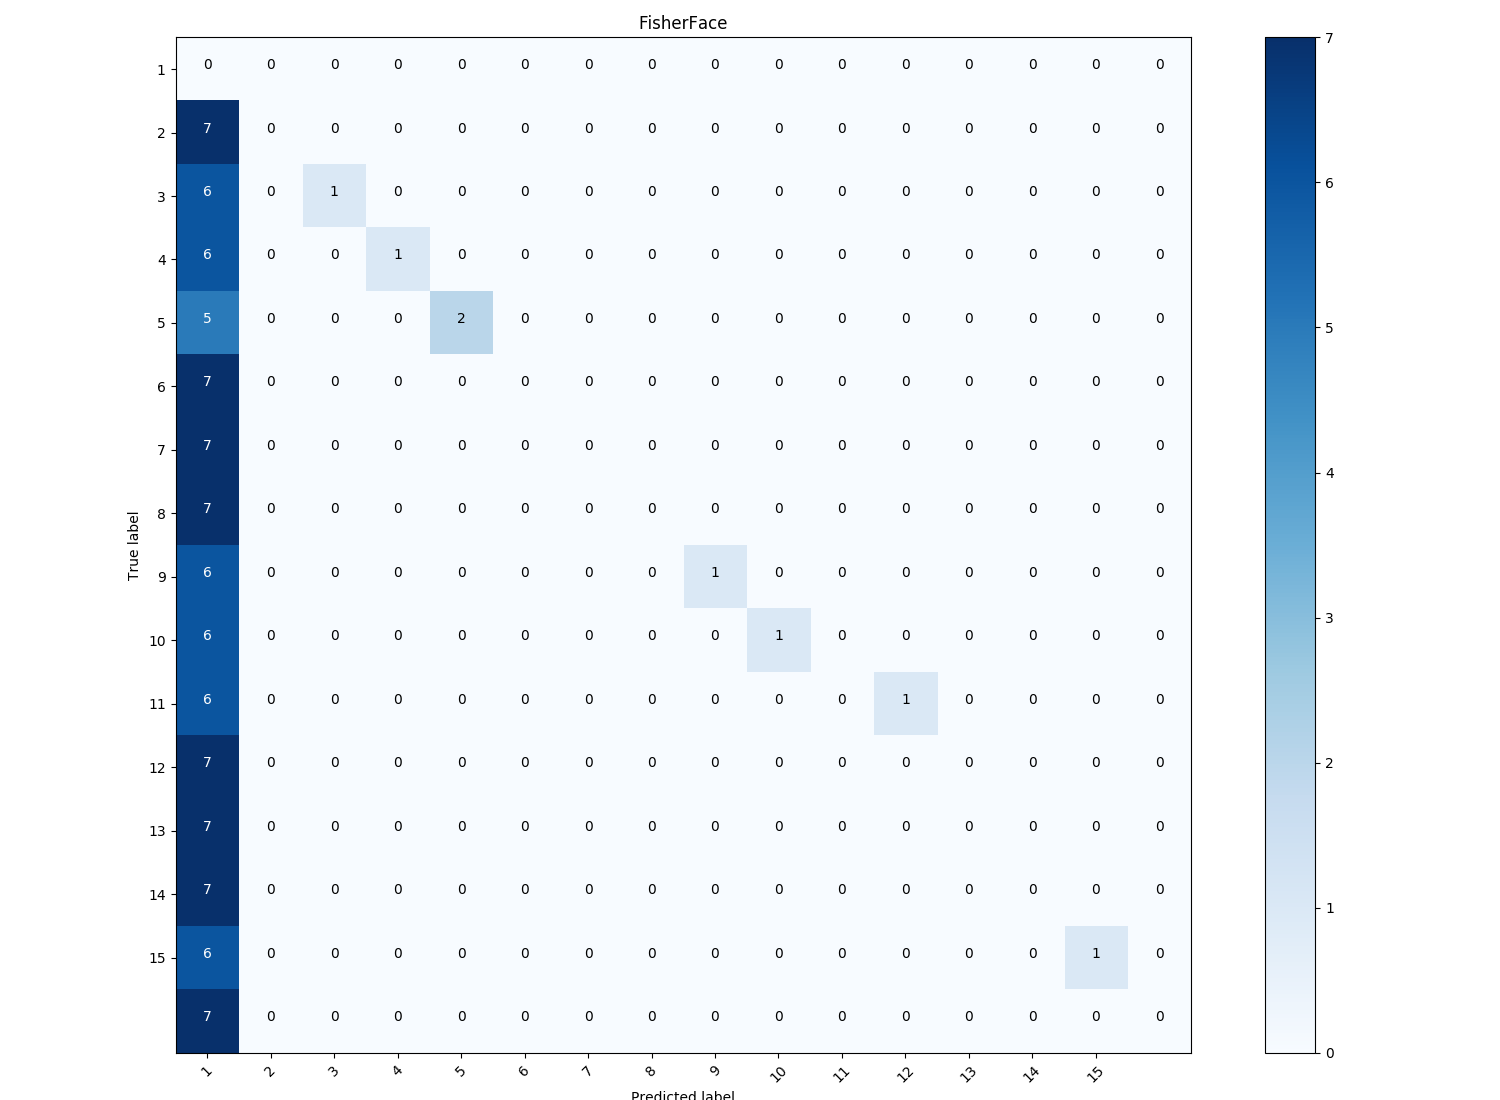 FisherFace
7
1 0 0 0 0 0 0 0 0 0 0 0 0 0 0 0 0
2 7 0 0 0 0 0 0 0 0 0 0 0 0 0 0 0
6
3 6 0 1 0 0 0 0 0 0 0 0 0 0 0 0 0
4 6 0 0 1 0 0 0 0 0 0 0 0 0 0 0 0
5 5 0 0 0 2 0 0 0 0 0 0 0 0 0 0 0
5
6 7 0 0 0 0 0 0 0 0 0 0 0 0 0 0 0
7 7 0 0 0 0 0 0 0 0 0 0 0 0 0 0 0
4
8 7 0 0 0 0 0 0 0 0 0 0 0 0 0 0 0
True label
9 6 0 0 0 0 0 0 0 1 0 0 0 0 0 0 0
3
10 6 0 0 0 0 0 0 0 0 1 0 0 0 0 0 0
11 6 0 0 0 0 0 0 0 0 0 0 1 0 0 0 0
12 7 0 0 0 0 0 0 0 0 0 0 0 0 0 0 0
2
13 7 0 0 0 0 0 0 0 0 0 0 0 0 0 0 0
14 7 0 0 0 0 0 0 0 0 0 0 0 0 0 0 0
1
15 6 0 0 0 0 0 0 0 0 0 0 0 0 0 1 0
7 0 0 0 0 0 0 0 0 0 0 0 0 0 0 0
0
1 2 3 4 5 6 7 8 9 10 11 12 13 14 15
Predicted label